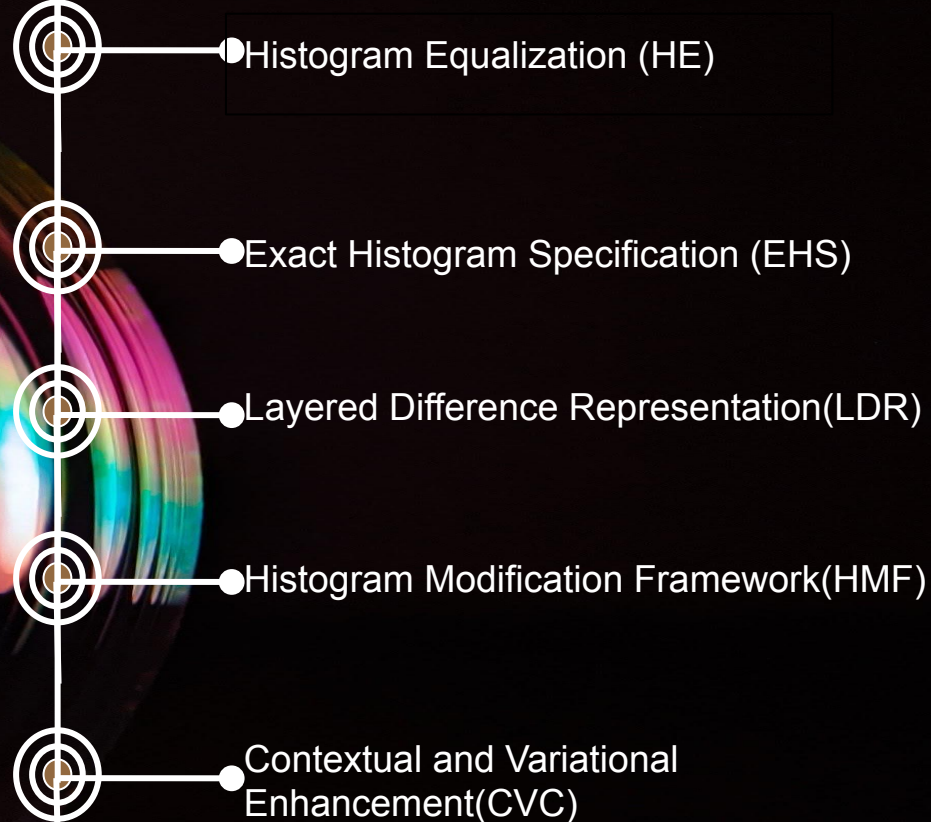 Histogram Equalization (HE)
Exact Histogram Specification (EHS)
Layered Difference Representation(LDR)
Histogram Modification Framework(HMF)
Contextual and Variational
Enhancement(CVC)